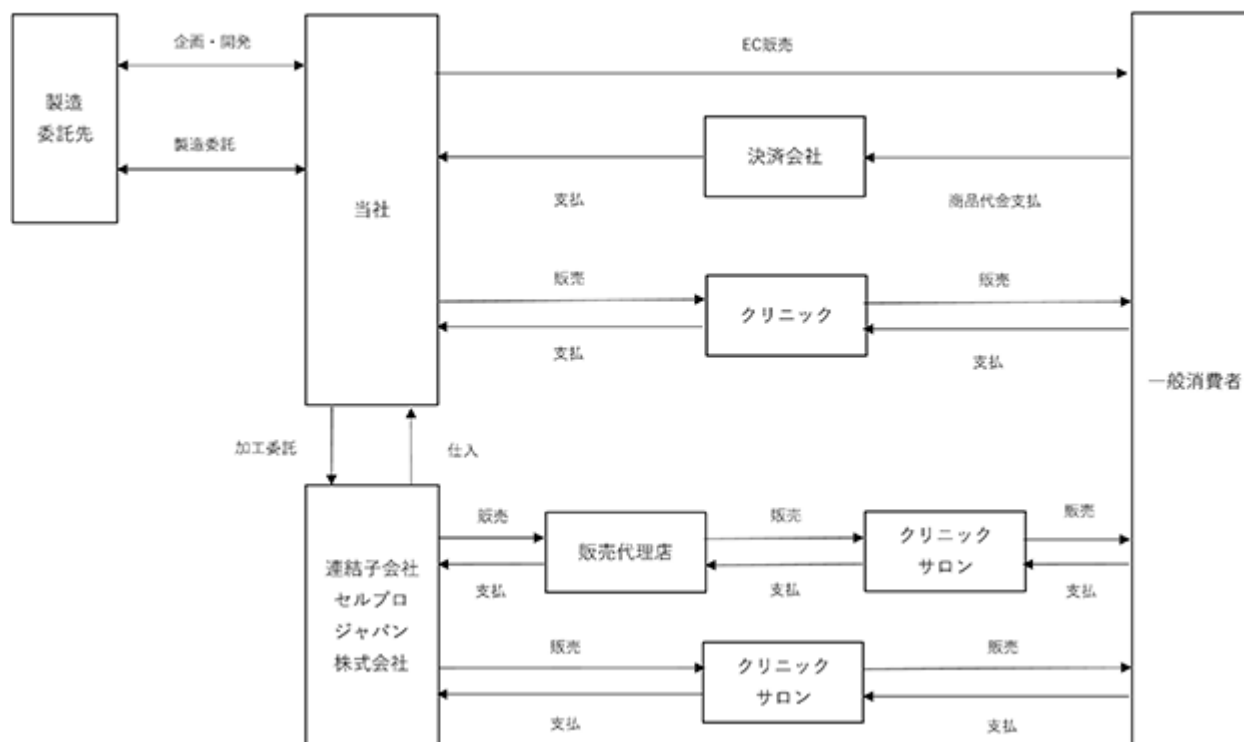 企画・開発
EC販売
製造
委託先
製造委託
決済会社
当社
支払
商品代金支払
販売
販売
クリニック
支払
支払
一般消費者
加工委託
仕入
販売
販売
販売
販売代理店
クリニック
サロン
連結子会社
セルプロ
ジャパン
株式会社
支払
支払
支払
販売
販売
クリニック
サロン
支払
支払